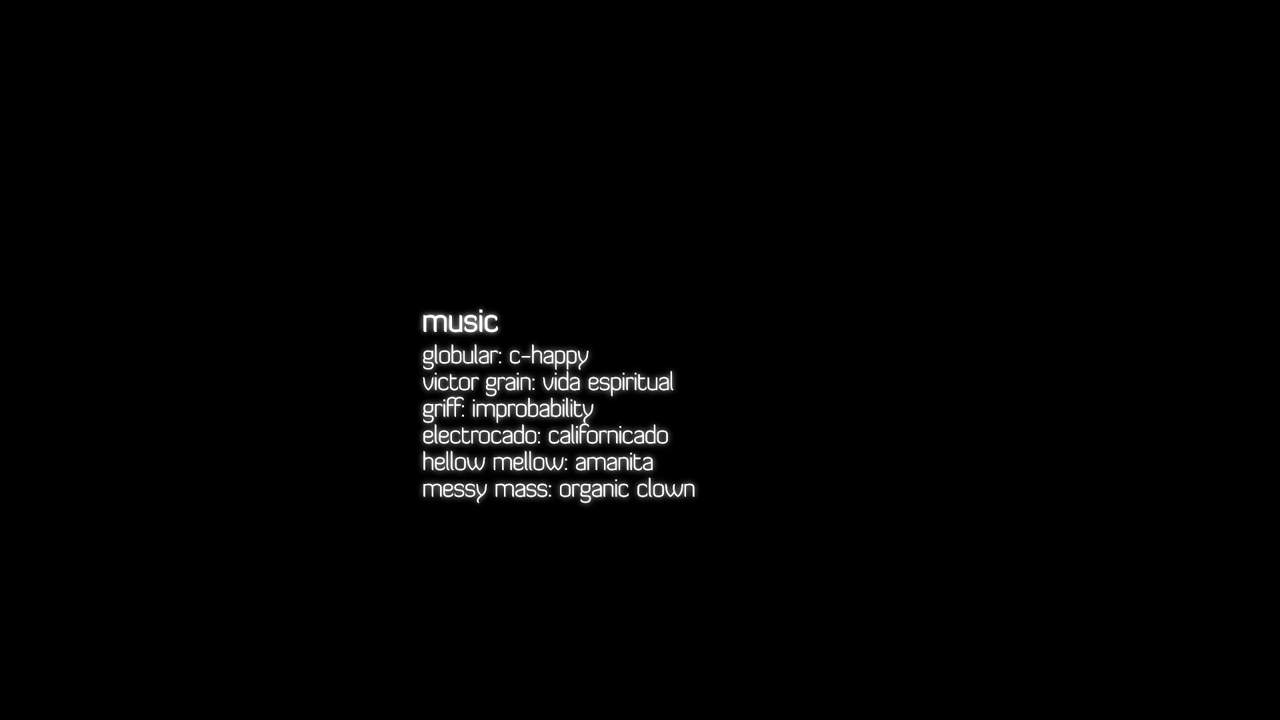 music
globular: c-happy
victor grain: vida espiritual
griff: improbability
electrocado: californicado
hellow mellow: amanita
messy mass: organic clown